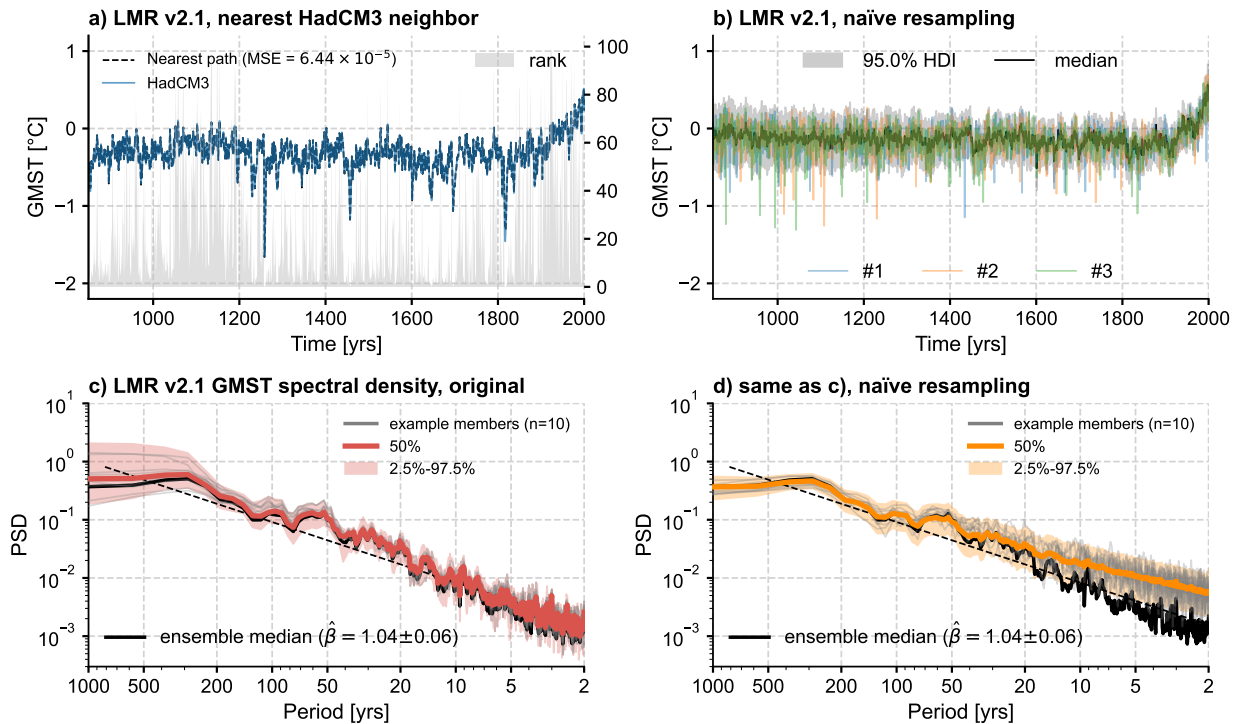 a) LMR v2.1, nearest HadCM3 neighbor
Nearest path (MSE = 6.44 × 10⁻⁵)
HadCM3
rank
1
0
−1
−2
GMST [°C]
100
80
60
40
20
0
1000
1200
1400
1600
1800
2000
Time [yrs]
b) LMR v2.1, naïve resampling
95.0% HDI
median
#1
#2
#3
1
0
−1
−2
GMST [°C]
1000
1200
1400
1600
1800
2000
Time [yrs]
c) LMR v2.1 GMST spectral density, original
example members (n=10)
50%
2.5%-97.5%
ensemble median (β̂ = 1.04±0.06)
10¹
10⁰
10⁻¹
10⁻²
10⁻³
PSD
1000
500
200
100
50
20
10
5
2
Period [yrs]
d) same as c), naïve resampling
example members (n=10)
50%
2.5%-97.5%
ensemble median (β̂ = 1.04±0.06)
10¹
10⁰
10⁻¹
10⁻²
10⁻³
PSD
1000
500
200
100
50
20
10
5
2
Period [yrs]